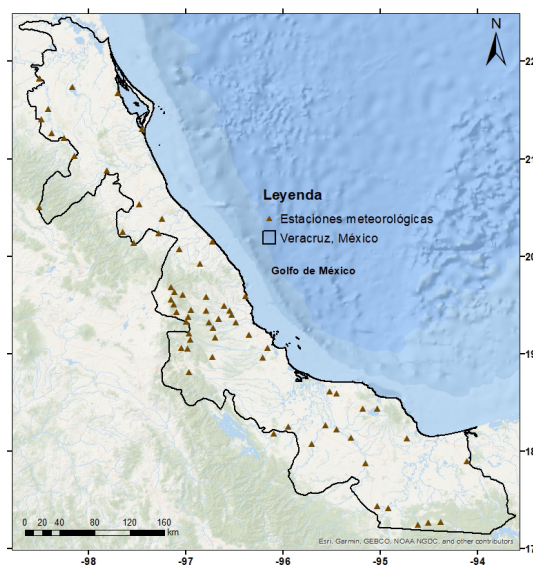 N
22
21
20
19
18
17
Leyenda
Estaciones meteorológicas
Veracruz, México
Golfo de México
0 20 40 80 120 160
km
Esri, Garmin, GEBCO, NOAA NGDC, and other contributors
-98 -97 -96 -95 -94